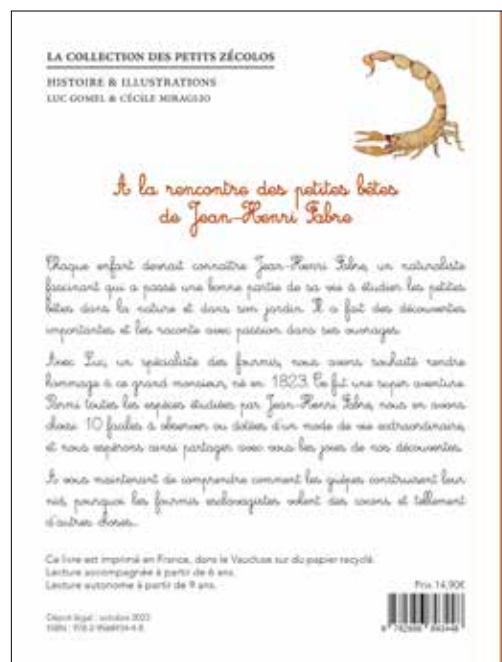 LA COLLECTION DES PETITS ZÉCOLOS
HISTOIRE & ILLUSTRATIONS
LUC GOMEL & CÉCILE MIRAGLIO
À la rencontre des petites bêtes
de Jean-Henri Fabre
Chaque enfant devrait connaître Jean-Henri Fabre, un naturaliste
fascinant qui a passé une bonne partie de sa vie à étudier les petites
bêtes dans la nature et dans son jardin. Il a fait des découvertes
importantes et les raconte avec passion dans ses ouvrages.
Avec Luc, un spécialiste des fourmis, nous avons souhaité rendre
hommage à ce grand monsieur, né en 1823. Ce fut une super aventure.
Parmi toutes les espèces étudiées par Jean-Henri Fabre, nous en avons
choisi 10 faciles à observer ou dotées d'un mode de vie extraordinaire,
et nous espérons ainsi partager avec vous les joies de nos découvertes.
À vous maintenant de comprendre comment les guêpes construisent leur
nid, pourquoi les fourmis esclavagistes volent des cocons et tellement
d'autres choses...
Ce livre est imprimé en France, dans le Vaucluse sur du papier recyclé.
Lecture accompagnée à partir de 6 ans.
Lecture autonome à partir de 9 ans.
Prix 14,90€
Dépôt légal : octobre 2022
ISBN :